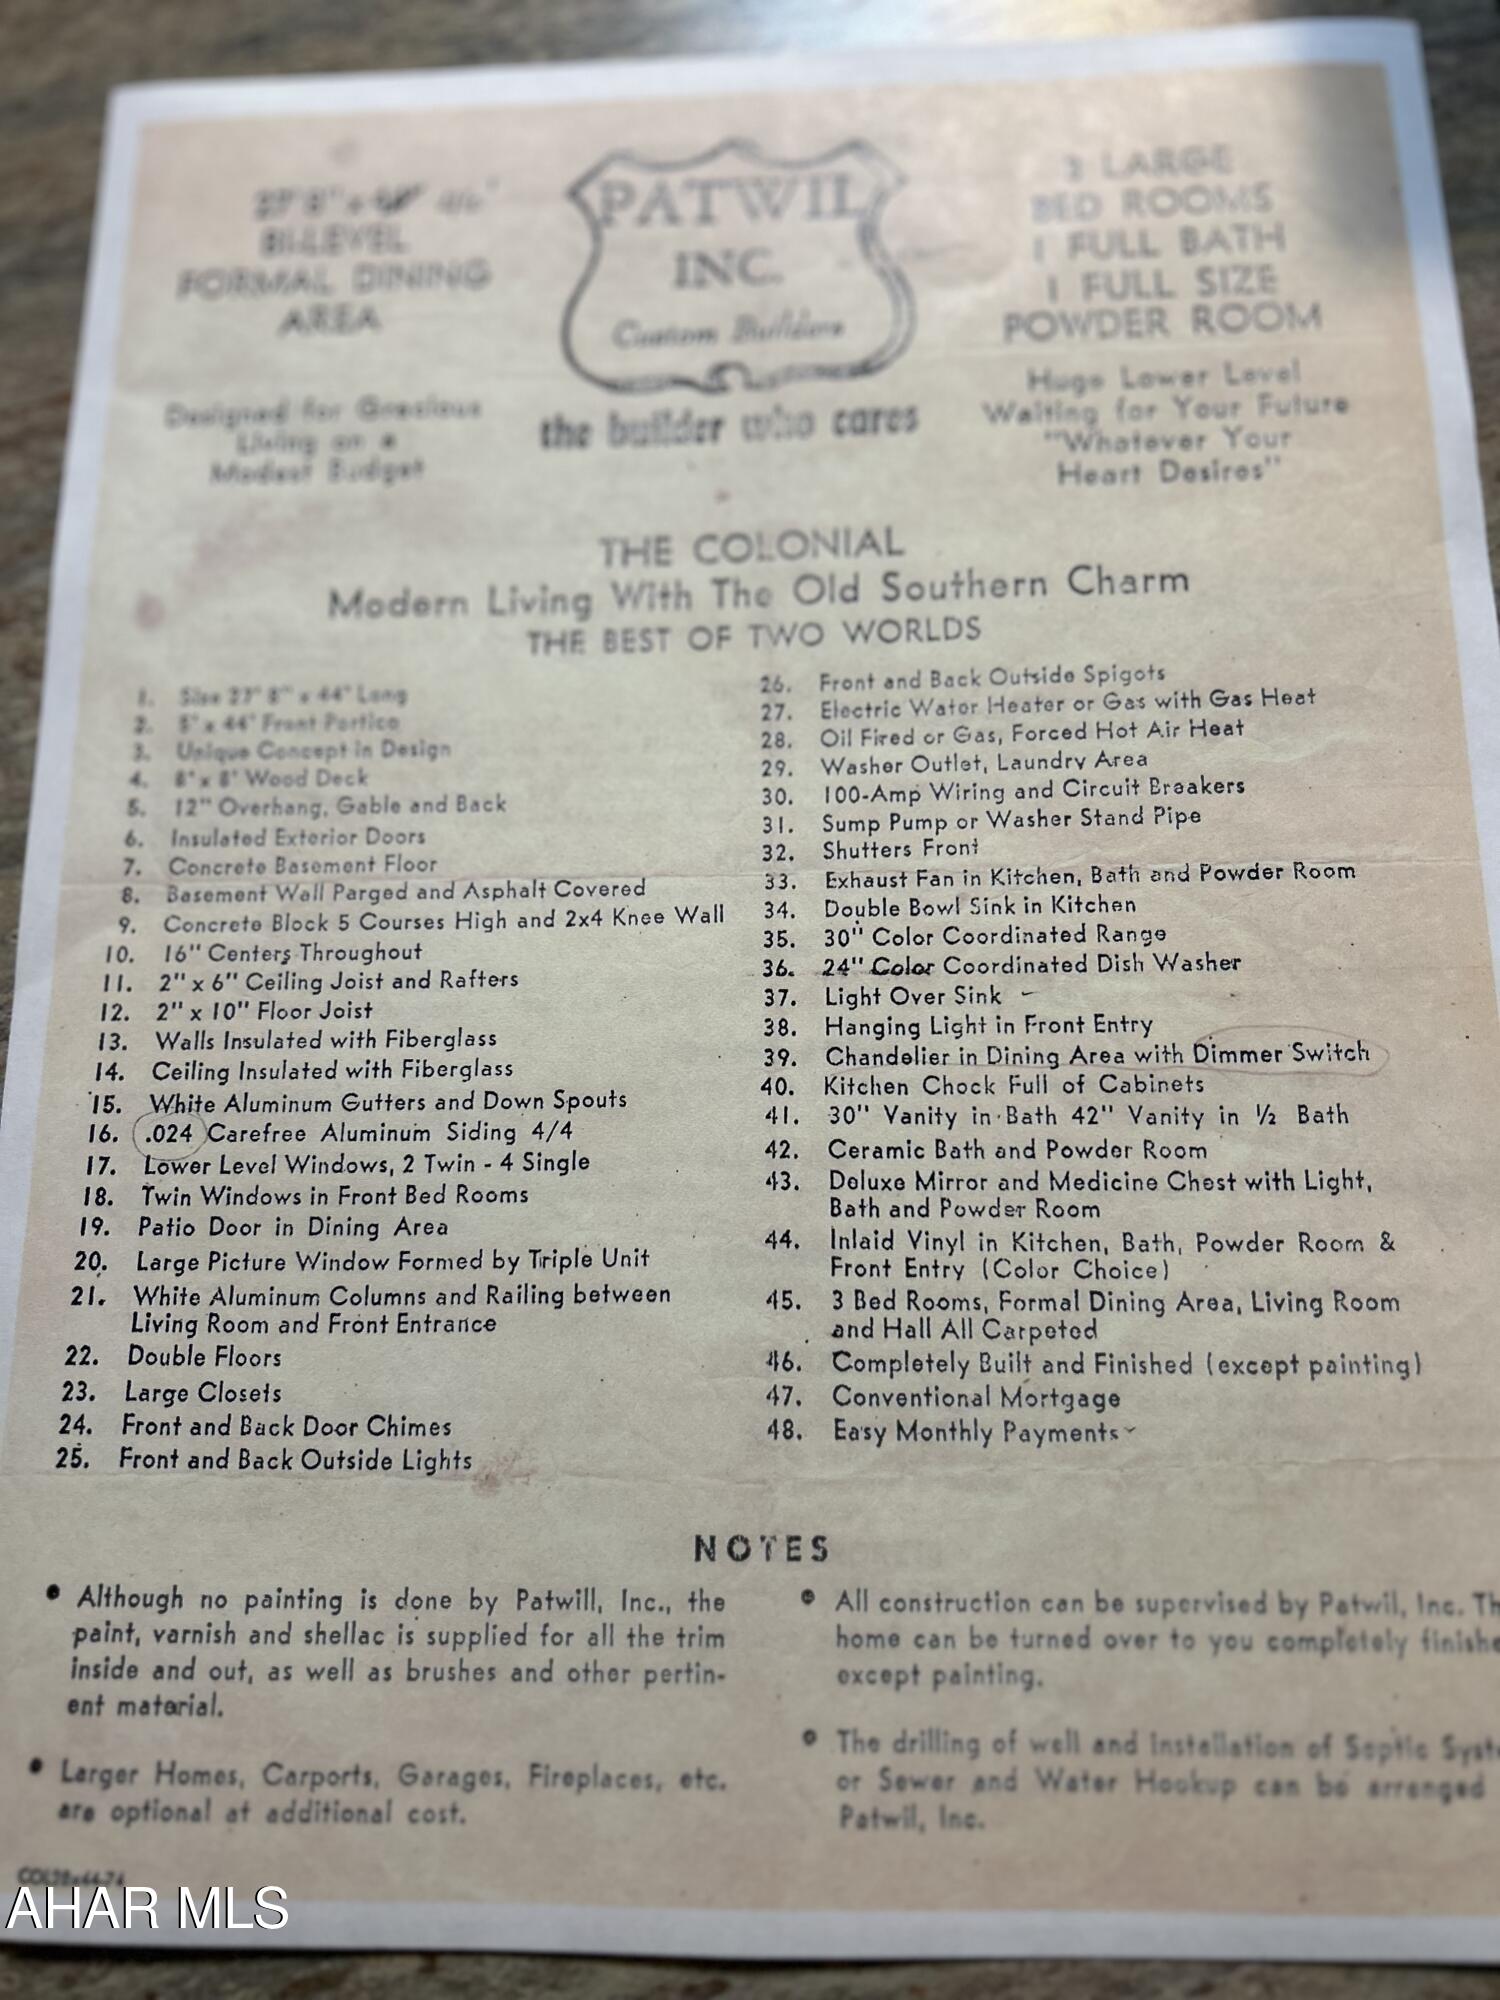 27'8" x 44'
BI-LEVEL
FORMAL DINING
AREA
Designed for Gracious
Living on a
Modest Budget
PATWIL
INC.
Custom Builders
the builder who cares
3 LARGE
BED ROOMS
1 FULL BATH
1 FULL SIZE
POWDER ROOM
Huge Lower Level
Waiting for Your Future
"Whatever Your
Heart Desires"
THE COLONIAL
Modern Living With The Old Southern Charm
THE BEST OF TWO WORLDS
1. Size 27' 8" x 44' Long
2. 5' x 44' Front Portico
3. Unique Concept in Design
4. 8' x 8' Wood Deck
5. 12" Overhang, Gable and Back
6. Insulated Exterior Doors
7. Concrete Basement Floor
8. Basement Wall Parged and Asphalt Covered
9. Concrete Block 5 Courses High and 2x4 Knee Wall
10. 16" Centers Throughout
11. 2" x 6" Ceiling Joist and Rafters
12. 2" x 10" Floor Joist
13. Walls Insulated with Fiberglass
14. Ceiling Insulated with Fiberglass
15. White Aluminum Gutters and Down Spouts
16. .024 Carefree Aluminum Siding 4/4
17. Lower Level Windows, 2 Twin - 4 Single
18. Twin Windows in Front Bed Rooms
19. Patio Door in Dining Area
20. Large Picture Window Formed by Triple Unit
21. White Aluminum Columns and Railing between
Living Room and Front Entrance
22. Double Floors
23. Large Closets
24. Front and Back Door Chimes
25. Front and Back Outside Lights
26. Front and Back Outside Spigots
27. Electric Water Heater or Gas with Gas Heat
28. Oil Fired or Gas, Forced Hot Air Heat
29. Washer Outlet, Laundry Area
30. 100-Amp Wiring and Circuit Breakers
31. Sump Pump or Washer Stand Pipe
32. Shutters Front
33. Exhaust Fan in Kitchen, Bath and Powder Room
34. Double Bowl Sink in Kitchen
35. 30" Color Coordinated Range
36. 24" Color Coordinated Dish Washer
37. Light Over Sink
38. Hanging Light in Front Entry
39. Chandelier in Dining Area with Dimmer Switch
40. Kitchen Chock Full of Cabinets
41. 30" Vanity in Bath 42" Vanity in ½ Bath
42. Ceramic Bath and Powder Room
43. Deluxe Mirror and Medicine Chest with Light,
Bath and Powder Room
44. Inlaid Vinyl in Kitchen, Bath, Powder Room &
Front Entry (Color Choice)
45. 3 Bed Rooms, Formal Dining Area, Living Room
and Hall All Carpeted
46. Completely Built and Finished (except painting)
47. Conventional Mortgage
48. Easy Monthly Payments
NOTES
• Although no painting is done by Patwill, Inc., the
paint, varnish and shellac is supplied for all the trim
inside and out, as well as brushes and other pertin-
ent material.
• Larger Homes, Carports, Garages, Fireplaces, etc.
are optional at additional cost.
• All construction can be supervised by Patwil, Inc. Th
home can be turned over to you completely finishe
except painting.
• The drilling of well and installation of Septic Syst
or Sewer and Water Hookup can be arranged
Patwil, Inc.
AHAR MLS